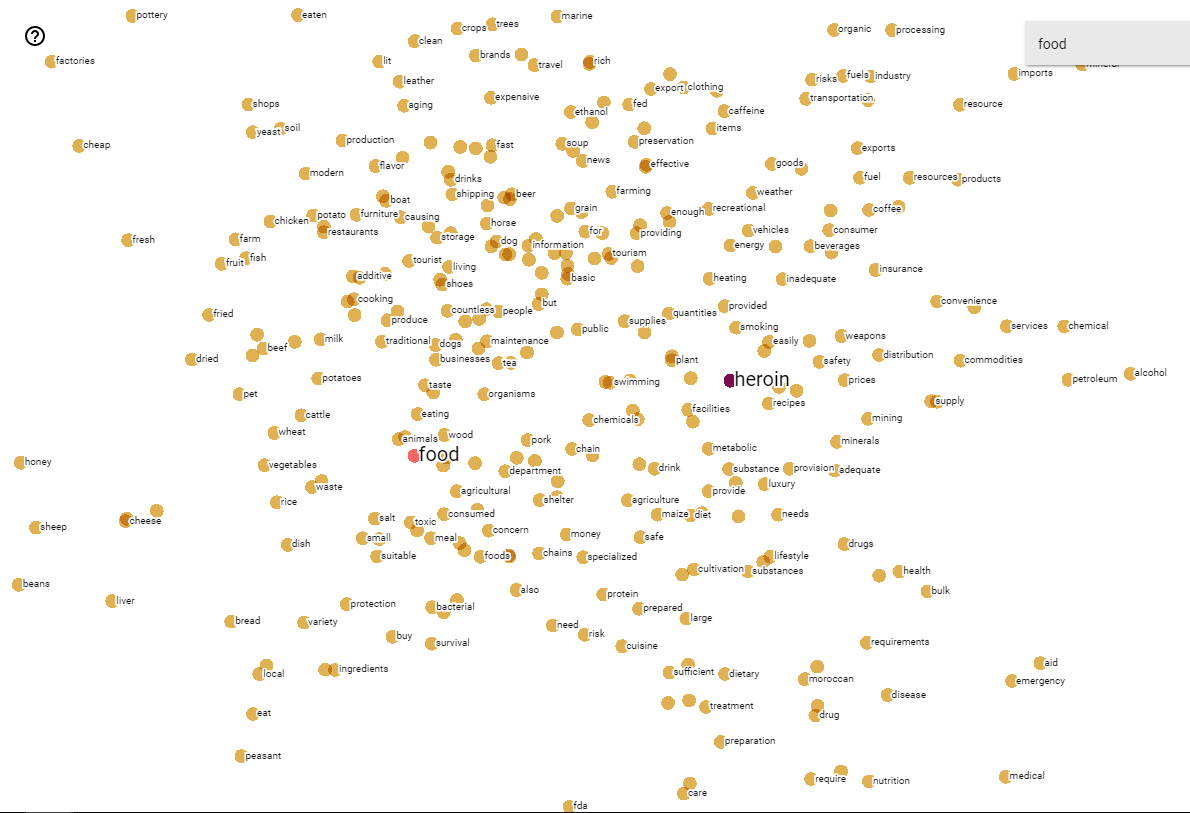 pottery
eaten
marine
crops
trees
organic
processing
?
clean
food
factories
lit
brands
travel
rich
imports
leather
export
clothing
risks
fuels
industry
shops
aging
expensive
ethanol
fed
caffeine
transportation
resource
yeast
soil
items
cheap
production
fast
soup
preservation
exports
modern
flavor
news
effective
goods
drinks
fuel
resources
products
boat
shipping
beer
farming
weather
chicken
potato
furniture
causing
grain
enough
recreational
coffee
fresh
farm
restaurants
storage
horse
for
providing
vehicles
consumer
dog
information
energy
beverages
fruit
fish
tourist
living
tourism
insurance
additive
shoes
basic
heating
inadequate
cooking
but
convenience
fried
produce
countless
people
supplies
quantities
provided
public
smoking
services
chemical
milk
traditional
dogs
maintenance
easily
weapons
beef
dried
businesses
tea
plant
safety
distribution
commodities
potatoes
taste
swimming
heroin
prices
petroleum
alcohol
pet
organisms
recipes
supply
cattle
eating
chemicals
facilities
mining
wheat
animals
wood
pork
minerals
food
chain
metabolic
honey
vegetables
department
drink
substance
provision
adequate
waste
agricultural
provide
luxury
rice
shelter
agriculture
cheese
salt
toxic
consumed
maize
diet
needs
sheep
small
meal
concern
money
safe
dish
suitable
foods
chains
specialized
lifestyle
drugs
cultivation
substances
health
beans
also
protein
bulk
liver
protection
bacterial
prepared
bread
variety
need
large
buy
survival
risk
cuisine
requirements
local
ingredients
sufficient
dietary
moroccan
aid
emergency
disease
eat
treatment
drug
peasant
preparation
require
nutrition
medical
care
fda